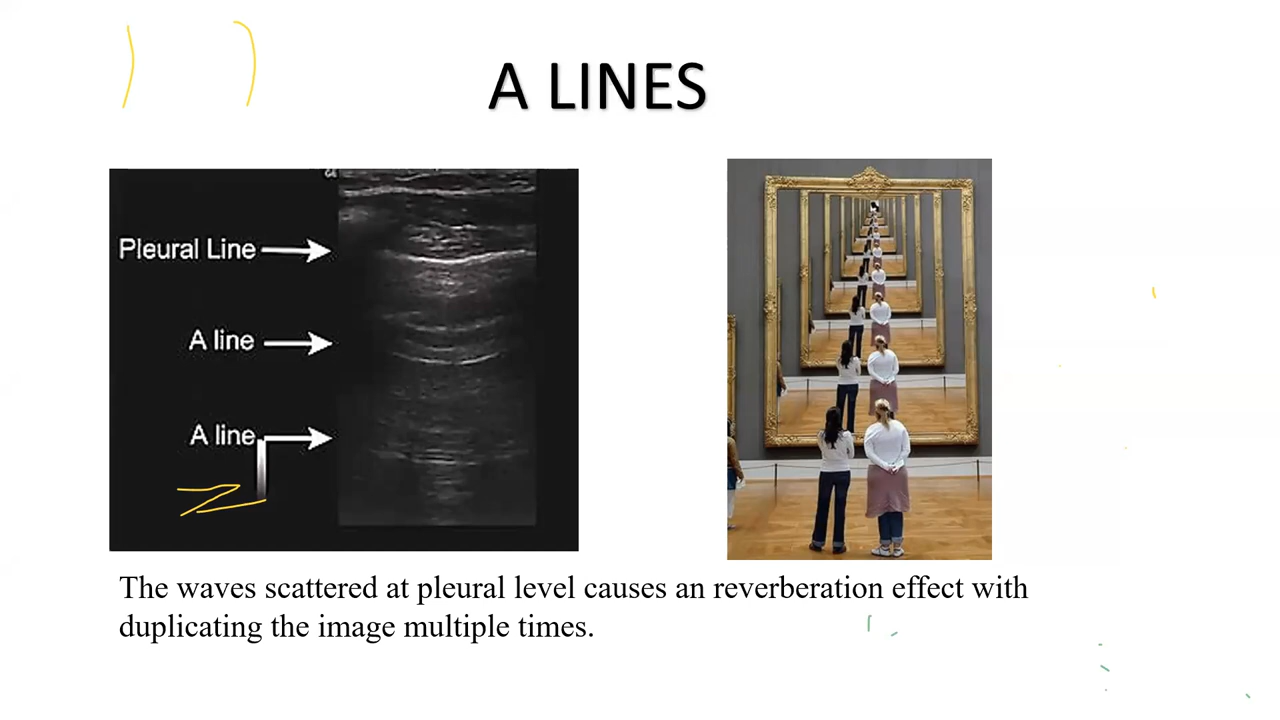 A LINES
Pleural Line
A line
A line
Z
The waves scattered at pleural level causes an reverberation effect with
duplicating the image multiple times.